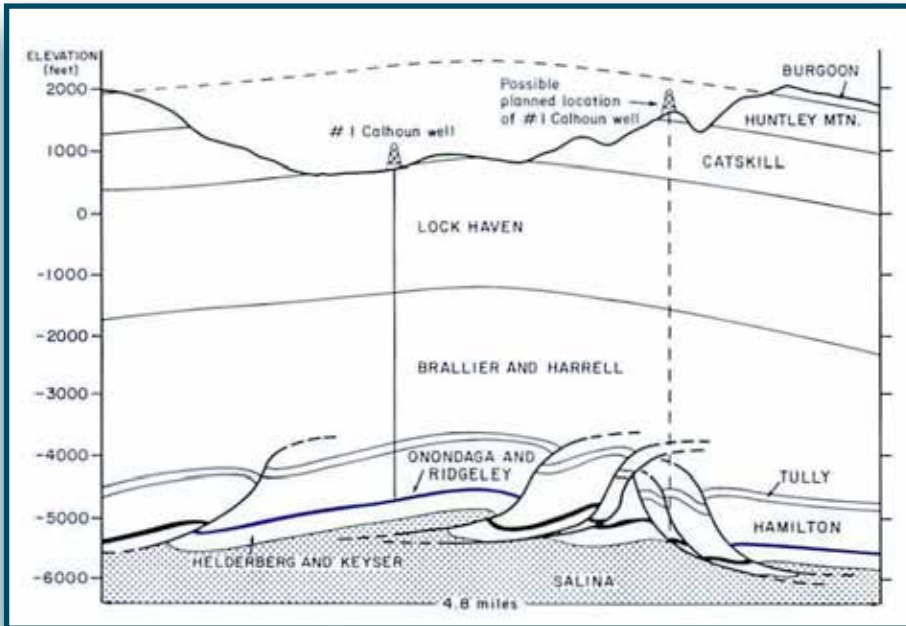 ELEVATION
(feet)
2000
1000
0
-1000
-2000
-3000
-4000
-5000
-6000
# 1 Calhoun well
Possible
planned location
of # 1 Calhoun well
BURGOON
HUNTLEY MTN.
CATSKILL
LOCK HAVEN
BRALLIER AND HARRELL
ONONDAGA AND
RIDGELEY
TULLY
HAMILTON
HELDERBERG AND KEYSER
SALINA
4.8 miles